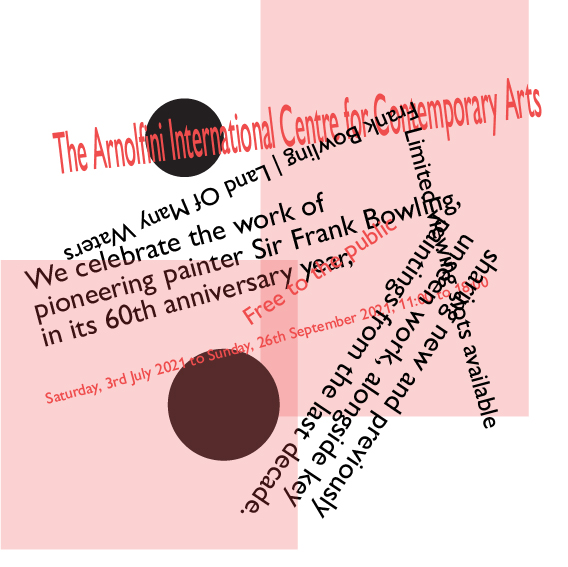 The Arnolfini International Centre for Contemporary Arts
Frank Bowling | Land Of Many Waters
We celebrate the work of
pioneering painter Sir Frank Bowling,
in its 60th anniversary year,
sharing new and previously
unseen work, alongside key
paintings from the last decade.
Free to the public
Saturday, 3rd July 2021 to Sunday, 26th September 2021, 11:00 to 18:00
Limited viewing slots available